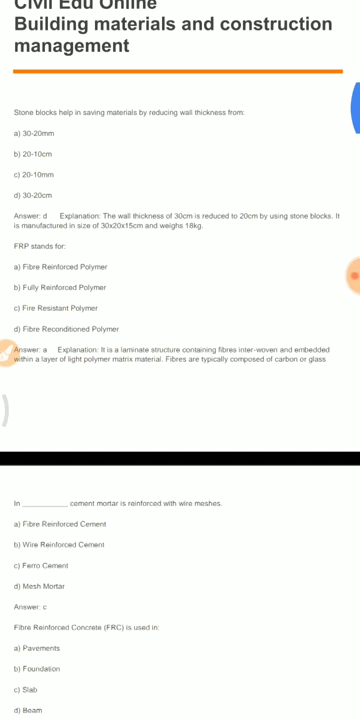 Civil Edu Online
Building materials and construction
management
Stone blocks help in saving materials by reducing wall thickness from:
a) 30-20mm
b) 20-10cm
c) 20-10mm
d) 30-20cm
Answer: d Explanation: The wall thickness of 30cm is reduced to 20cm by using stone blocks. It
is manufactured in size of 30x20x15cm and weighs 18kg.
FRP stands for:
a) Fibre Reinforced Polymer
b) Fully Reinforced Polymer
c) Fire Resistant Polymer
d) Fibre Reconditioned Polymer
Answer: a Explanation: It is a laminate structure containing fibres inter-woven and embedded
within a layer of light polymer matrix material. Fibres are typically composed of carbon or glass
In ____________ cement mortar is reinforced with wire meshes.
a) Fibre Reinforced Cement
b) Wire Reinforced Cement
c) Ferro Cement
d) Mesh Mortar
Answer: c
Fibre Reinforced Concrete (FRC) is used in:
a) Pavements
b) Foundation
c) Slab
d) Beam